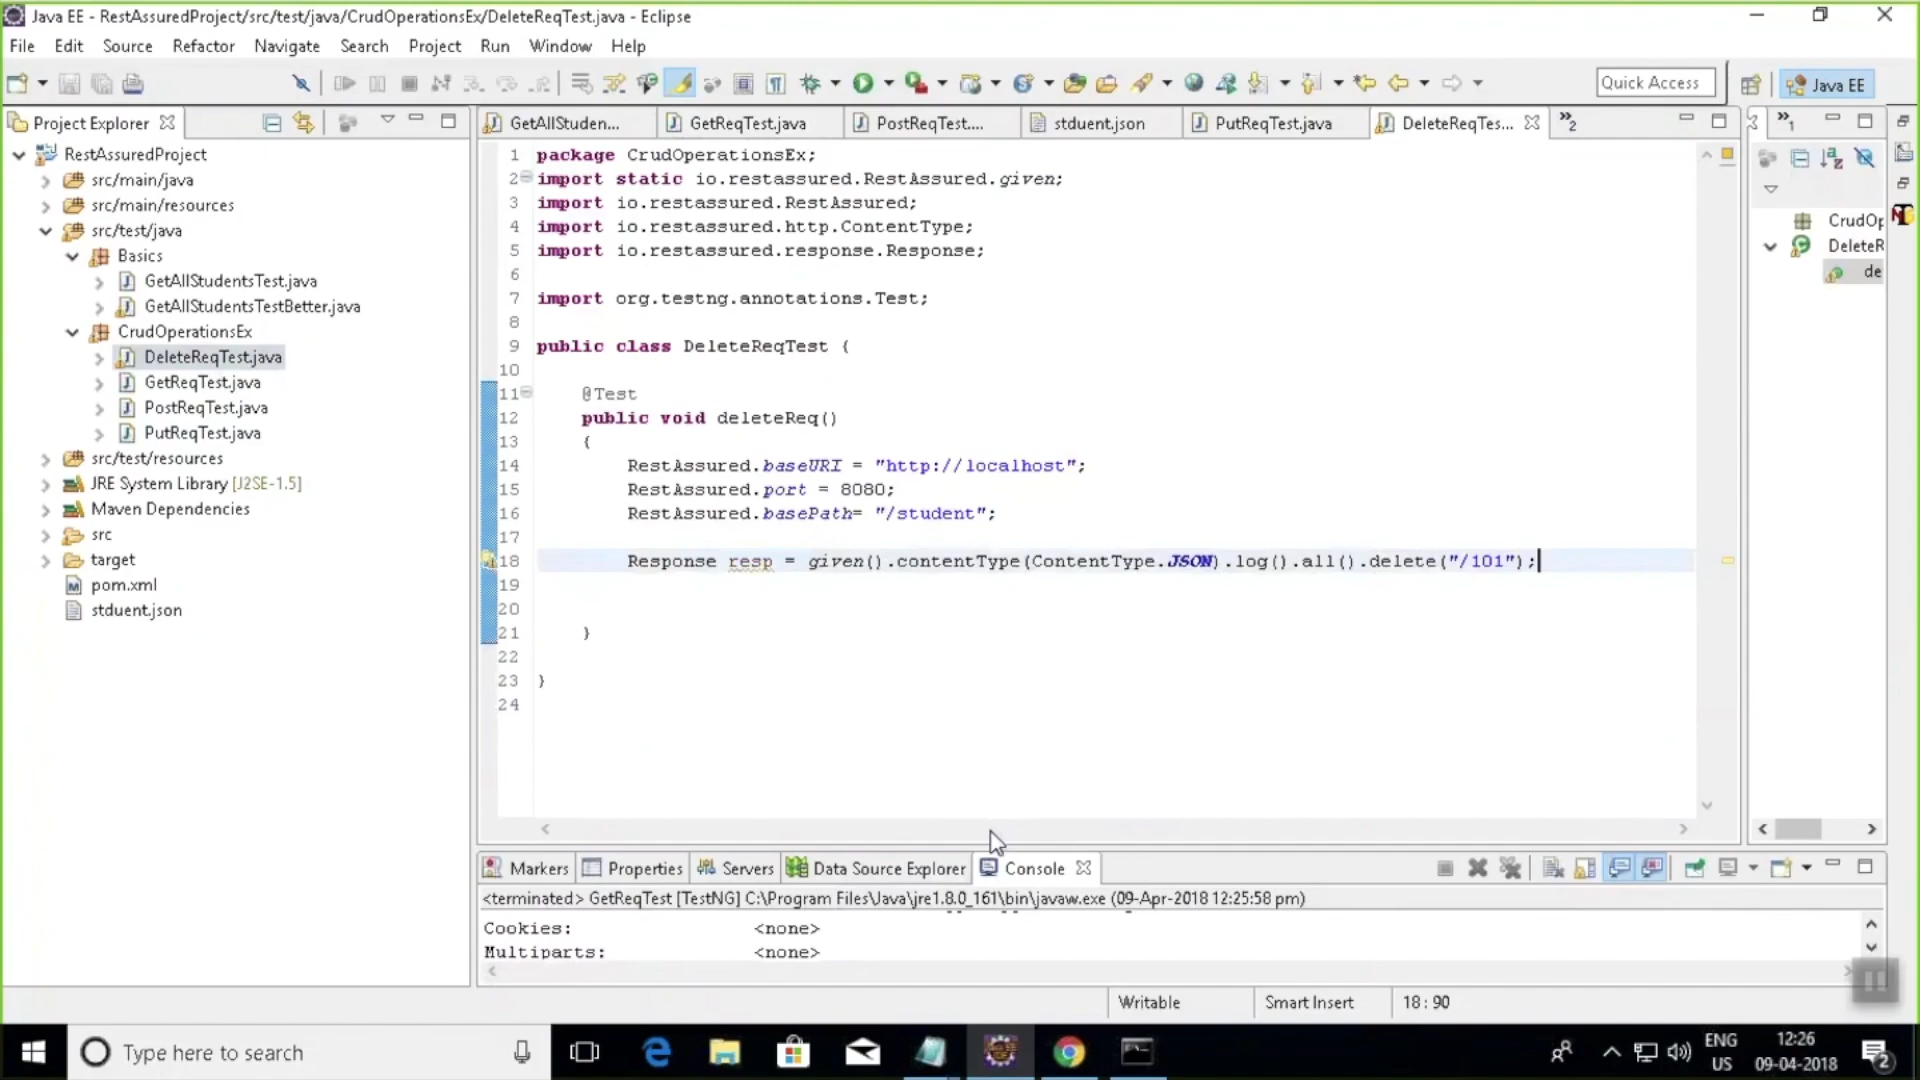 Java EE - RestAssuredProject/src/test/java/CrudOperationsEx/DeleteReqTest.java - Eclipse
File Edit Source Refactor Navigate Search Project Run Window Help
Quick Access
Java EE
Project Explorer
RestAssuredProject
src/main/java
src/main/resources
src/test/java
Basics
GetAllStudentsTest.java
GetAllStudentsTestBetter.java
CrudOperationsEx
DeleteReqTest.java
GetReqTest.java
PostReqTest.java
PutReqTest.java
src/test/resources
JRE System Library [J2SE-1.5]
Maven Dependencies
src
target
pom.xml
stduent.json
GetAllStuden... GetReqTest.java PostReqTest.... stduent.json PutReqTest.java DeleteReqTes... »2
1 package CrudOperationsEx;
2 import static io.restassured.RestAssured.given;
3 import io.restassured.RestAssured;
4 import io.restassured.http.ContentType;
5 import io.restassured.response.Response;
6
7 import org.testng.annotations.Test;
8
9 public class DeleteReqTest {
10
11 @Test
12 public void deleteReq()
13 {
14 RestAssured.baseURI = "http://localhost";
15 RestAssured.port = 8080;
16 RestAssured.basePath= "/student";
17
18 Response resp = given().contentType(ContentType.JSON).log().all().delete("/101");
19
20
21 }
22
23 }
24
»1
CrudOp
DeleteR
de
Markers Properties Servers Data Source Explorer Console
<terminated> GetReqTest [TestNG] C:\Program Files\Java\jre1.8.0_161\bin\javaw.exe (09-Apr-2018 12:25:58 pm)
Cookies: <none>
Multiparts: <none>
Writable Smart Insert 18 : 90
Type here to search
ENG
US
12:26
09-04-2018
2